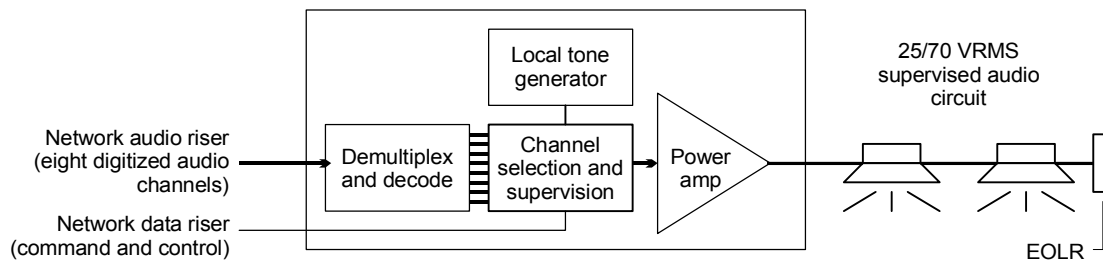 Local tone
generator
25/70 VRMS
supervised audio
circuit
Network audio riser
(eight digitized audio
channels)
Demultiplex
and decode
Channel
selection and
supervision
Power
amp
Network data riser
(command and control)
EOLR